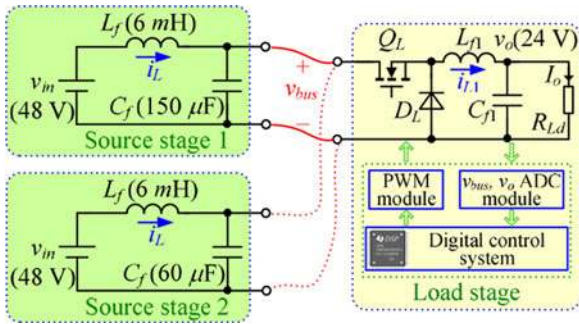 L_f (6 mH)
i_L
v_in
(48 V)
C_f (150 μF)
Source stage 1
+
v_bus
−
L_f (6 mH)
i_L
v_in
(48 V)
C_f (60 μF)
Source stage 2
Q_L
L_f1
v_o (24 V)
i_L1
I_o
D_L
C_f1
R_Ld
PWM
module
v_bus, v_o ADC
module
Digital control
system
Load stage